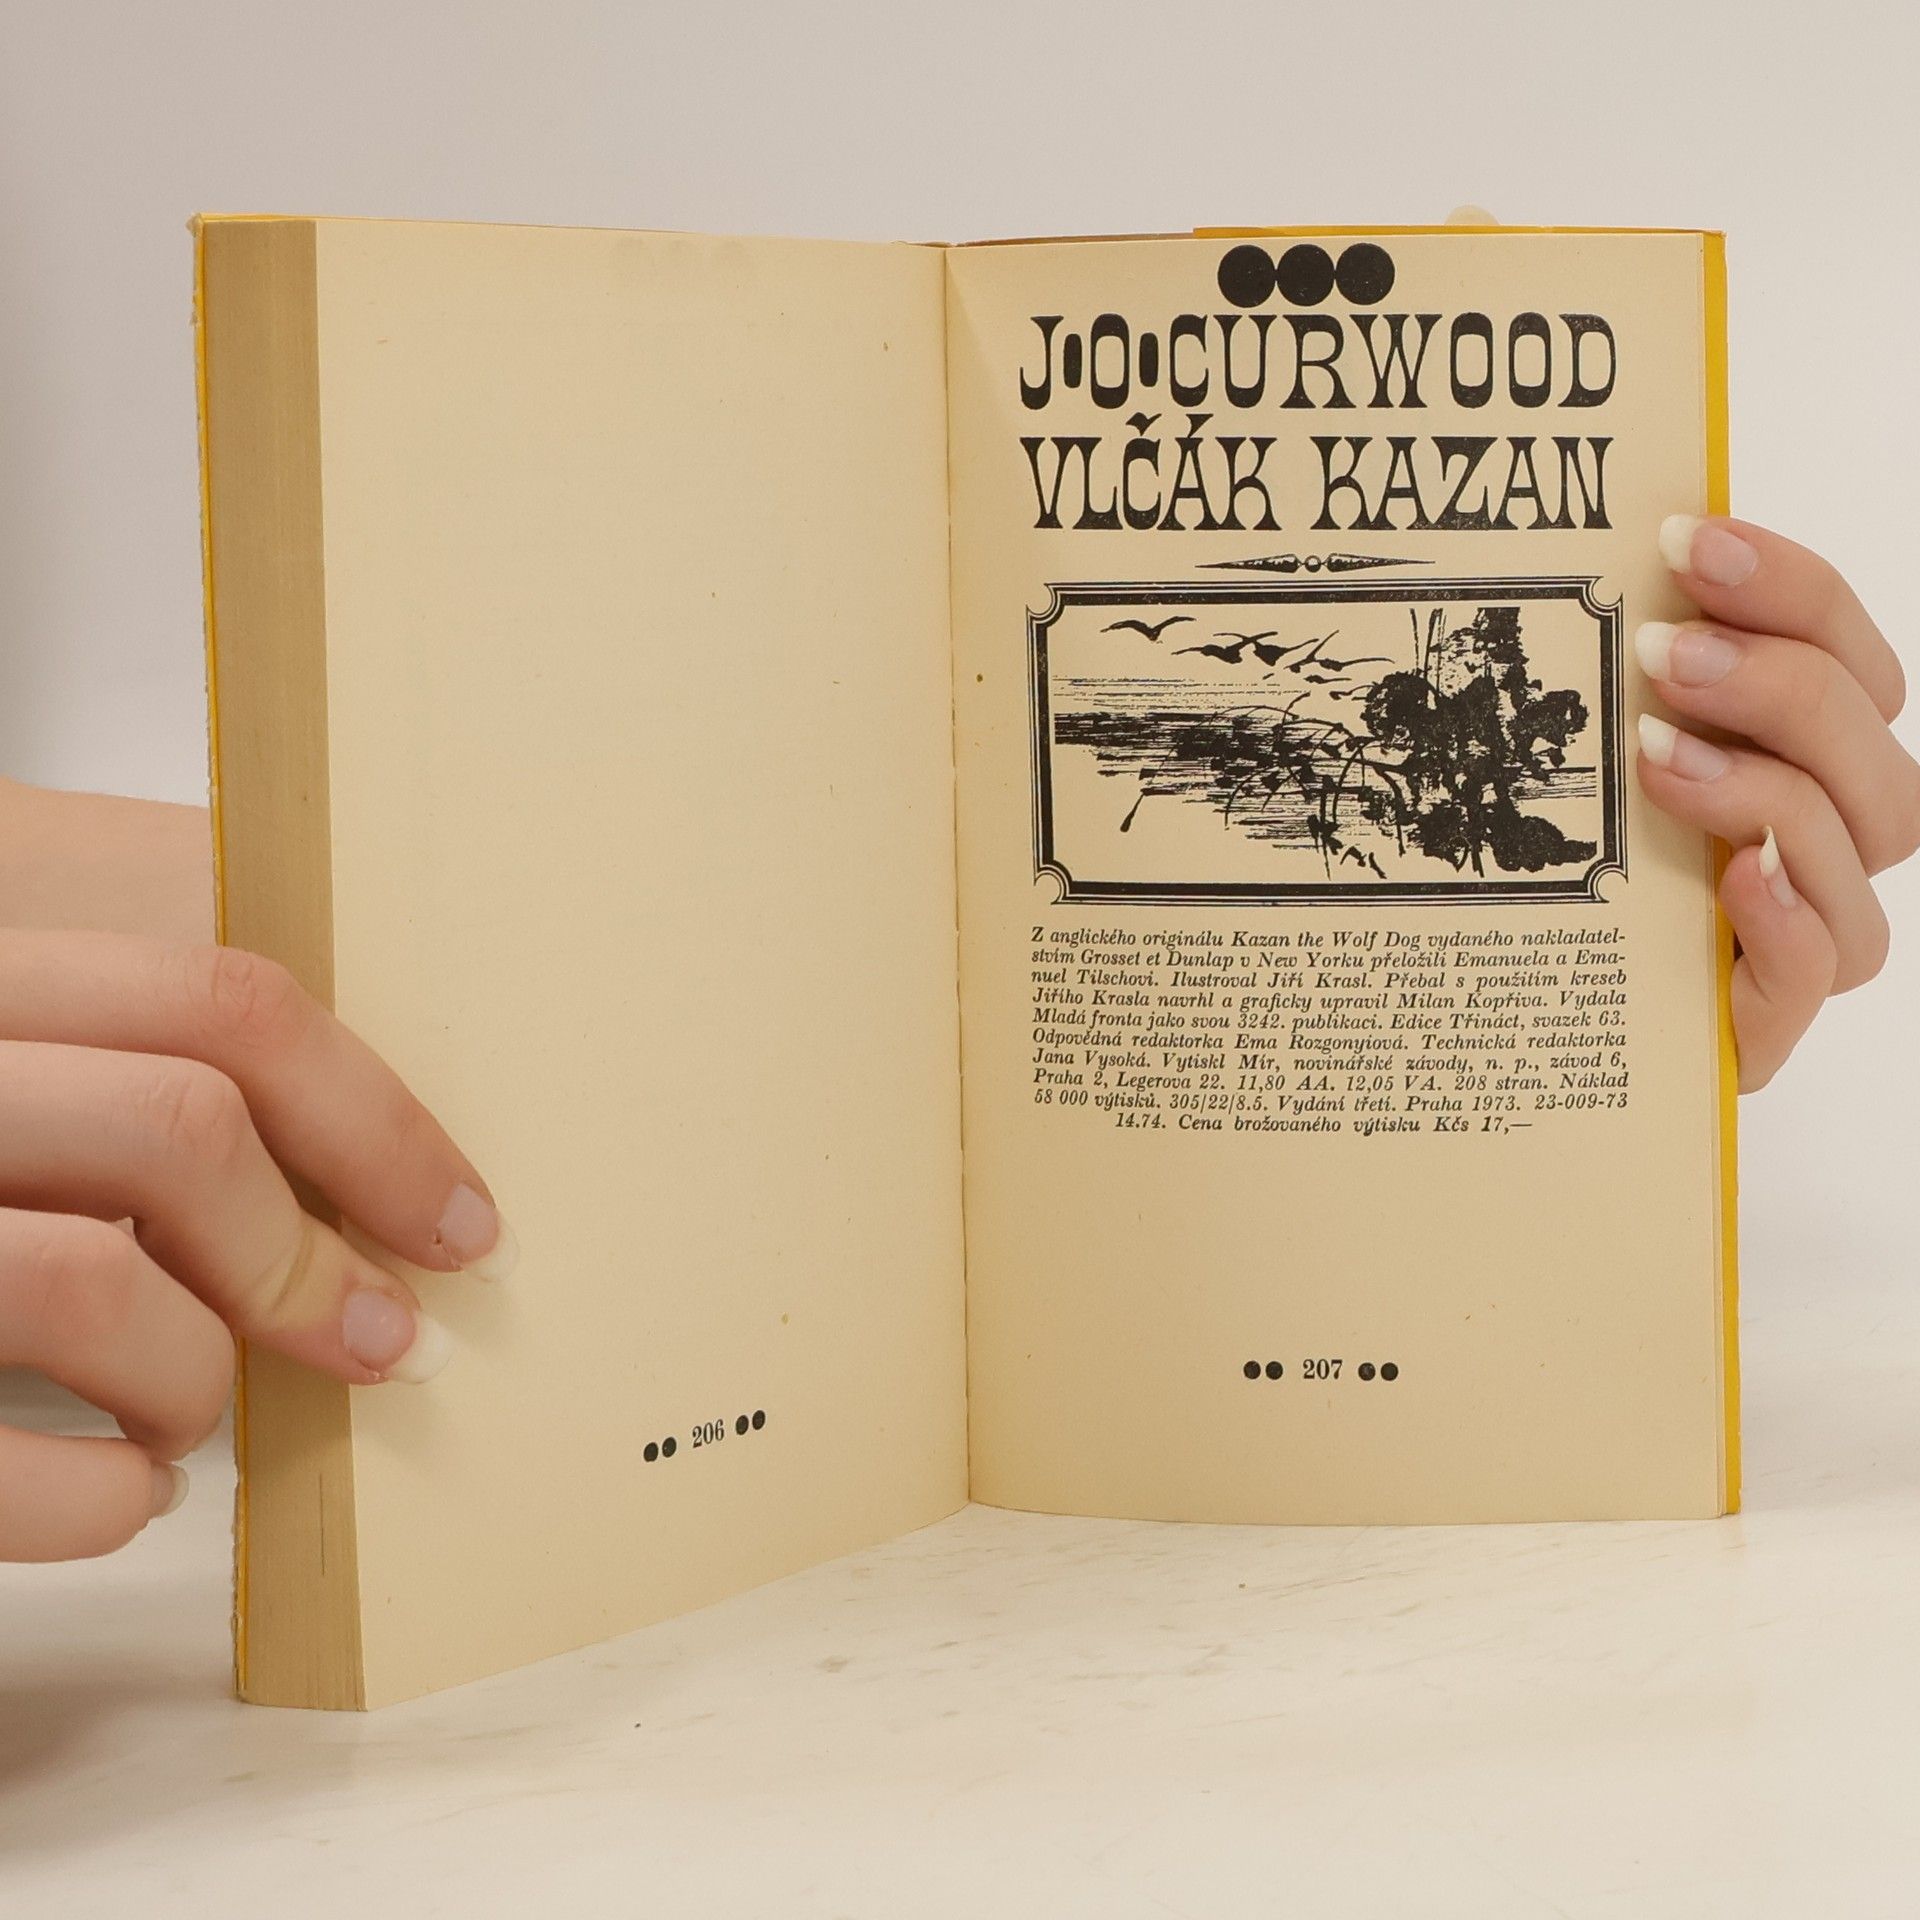 J·O·CURWOOD
VLČÁK KAZAN
Z anglického originálu Kazan the Wolf Dog vydaného nakladatel-
stvím Grosset et Dunlap v New Yorku přeložili Emanuela a Ema-
nuel Tilschovi. Ilustroval Jiří Krasl. Přebal s použitím kreseb
Jiřího Krasla navrhl a graficky upravil Milan Kopřiva. Vydala
Mladá fronta jako svou 3242. publikaci. Edice Třináct, svazek 63.
Odpovědná redaktorka Ema Rozgonyiová. Technická redaktorka
Jana Vysoká. Vytiskl Mír, novinářské závody, n. p., závod 6,
Praha 2, Legerova 22. 11,80 AA. 12,05 VA. 208 stran. Náklad
58 000 výtisků. 305/22/8.5. Vydání třetí. Praha 1973. 23-009-73
14.74. Cena brožovaného výtisku Kčs 17,—
●● 206 ●●
●● 207 ●●